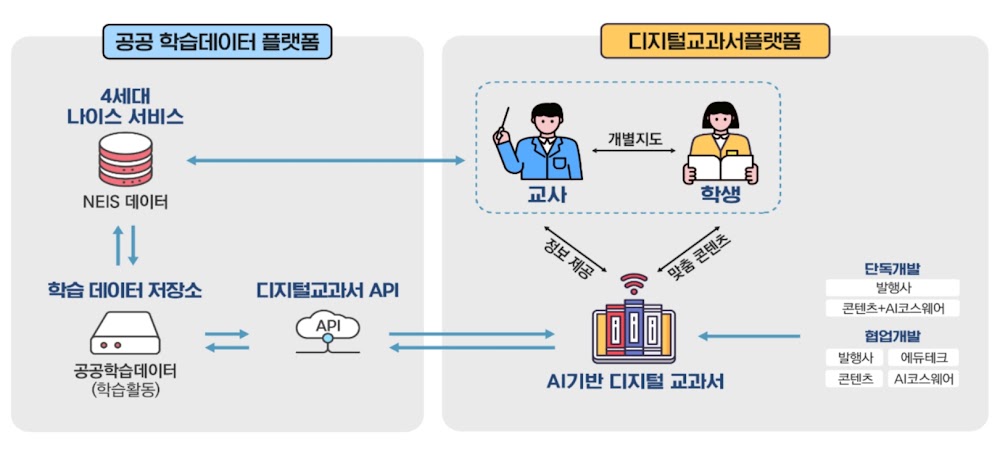 공공 학습데이터 플랫폼
4세대
나이스 서비스
NEIS 데이터
학습 데이터 저장소
공공학습데이터
(학습활동)
디지털교과서 API
API
디지털교과서플랫폼
개별지도
교사
학생
정보 제공
맞춤 콘텐츠
AI기반 디지털 교과서
단독개발
발행사
콘텐츠+AI코스웨어
협업개발
발행사 에듀테크
콘텐츠 AI코스웨어